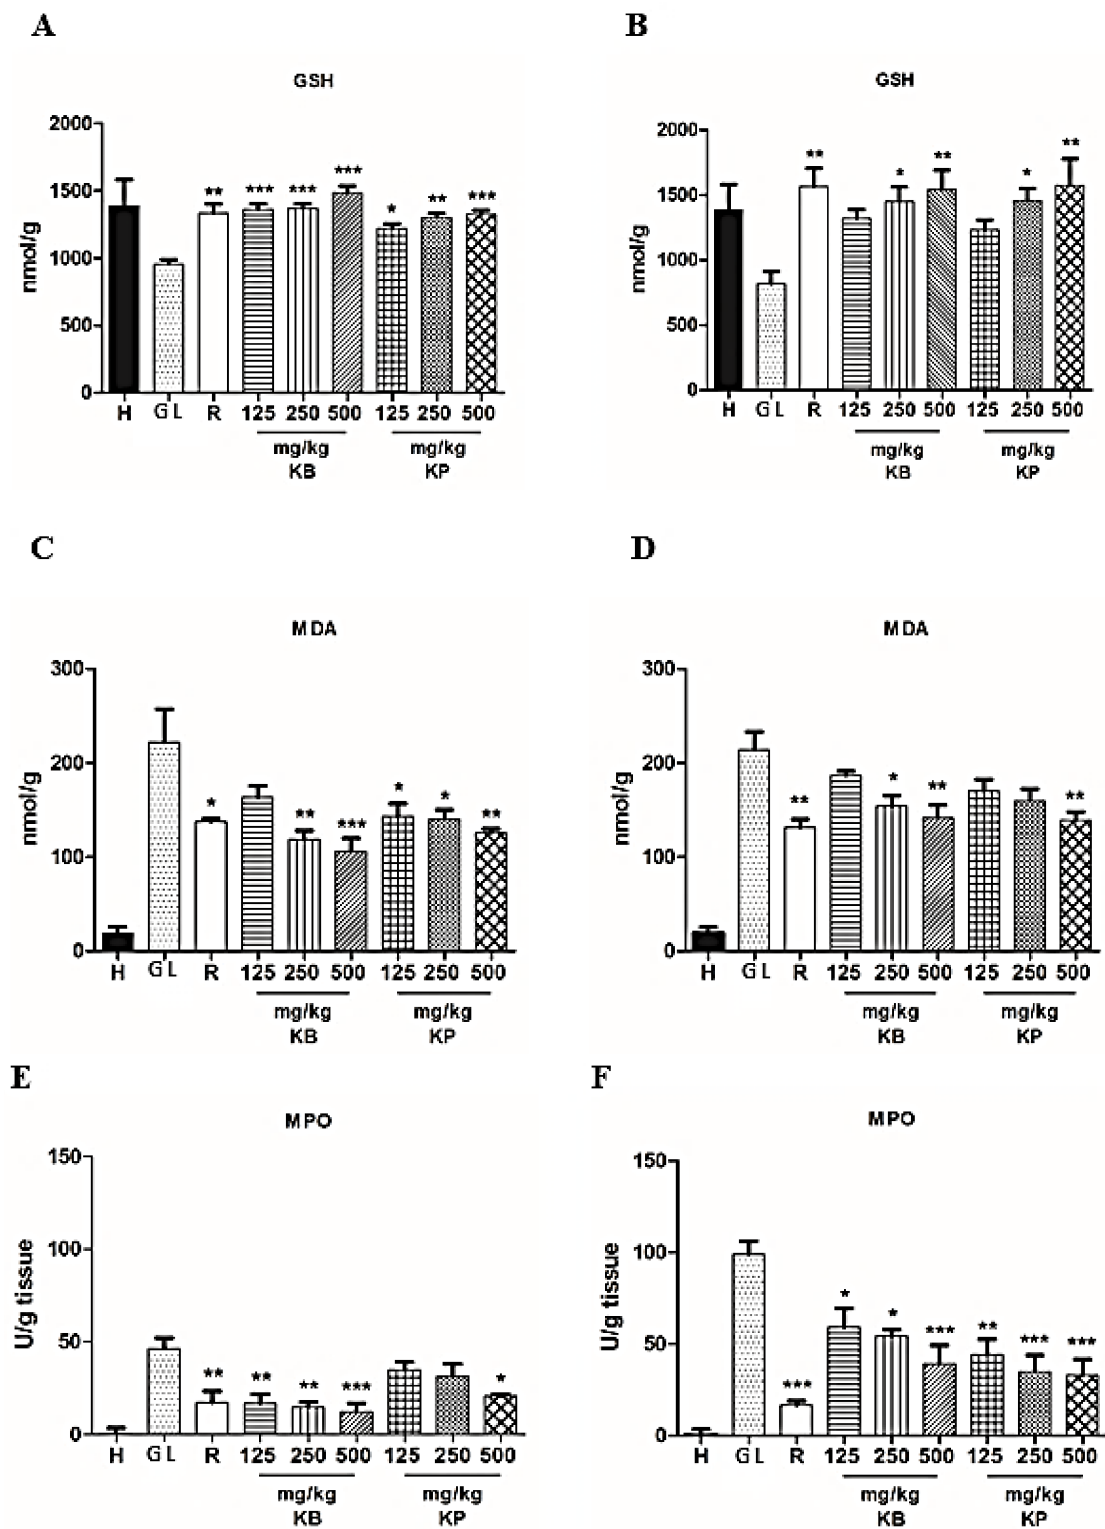 A
GSH
2000
1500
1000
500
0
nmol/g
** *** *** *** * ** ***
H GL R 125 250 500 125 250 500
mg/kg mg/kg
KB KP
B
GSH
2000
1500
1000
500
0
nmol/g
** * ** * **
H GL R 125 250 500 125 250 500
mg/kg mg/kg
KB KP
C
MDA
300
200
100
0
nmol/g
* ** *** * * **
H GL R 125 250 500 125 250 500
mg/kg mg/kg
KB KP
D
MDA
300
200
100
0
nmol/g
** * ** **
H GL R 125 250 500 125 250 500
mg/kg mg/kg
KB KP
E
MPO
150
100
50
0
U/g tissue
** ** ** *** *
H GL R 125 250 500 125 250 500
mg/kg mg/kg
KB KP
F
MPO
150
100
50
0
U/g tissue
*** * * *** ** *** ***
H GL R 125 250 500 125 250 500
mg/kg mg/kg
KB KP